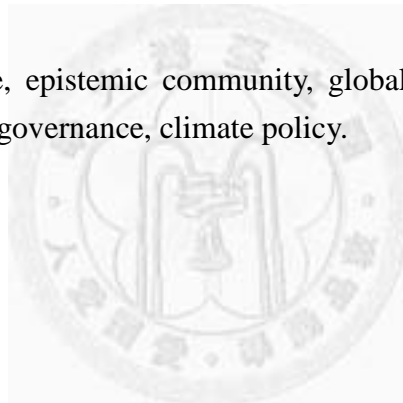 e, epistemic community, global
governance, climate policy.